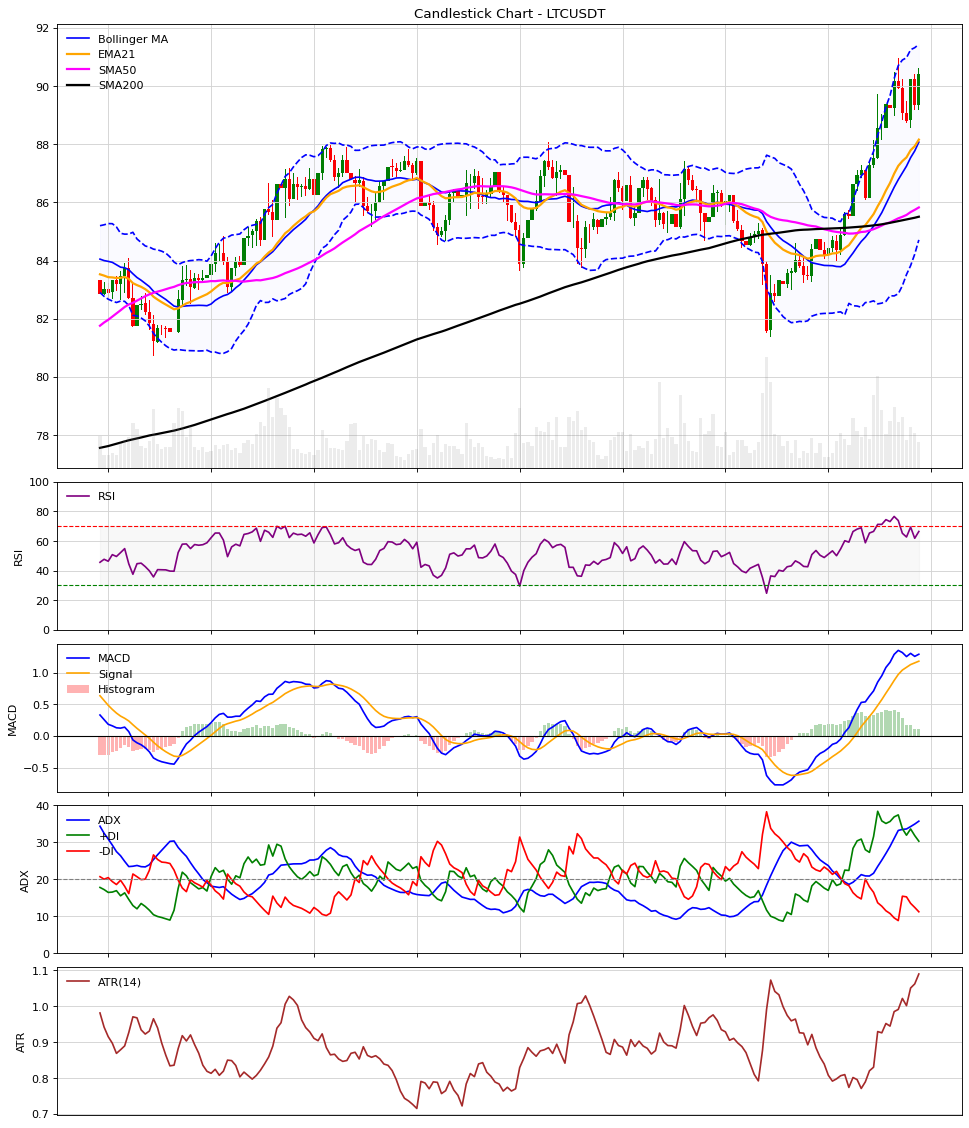 Candlestick Chart - LTCUSDT
92
90
88
86
84
82
80
78
Bollinger MA
EMA21
SMA50
SMA200
100
80
60
40
20
0
RSI
RSI
1.0
0.5
0.0
−0.5
MACD
MACD
Signal
Histogram
40
30
20
10
0
ADX
ADX
+DI
-DI
1.1
1.0
0.9
0.8
0.7
ATR
ATR(14)